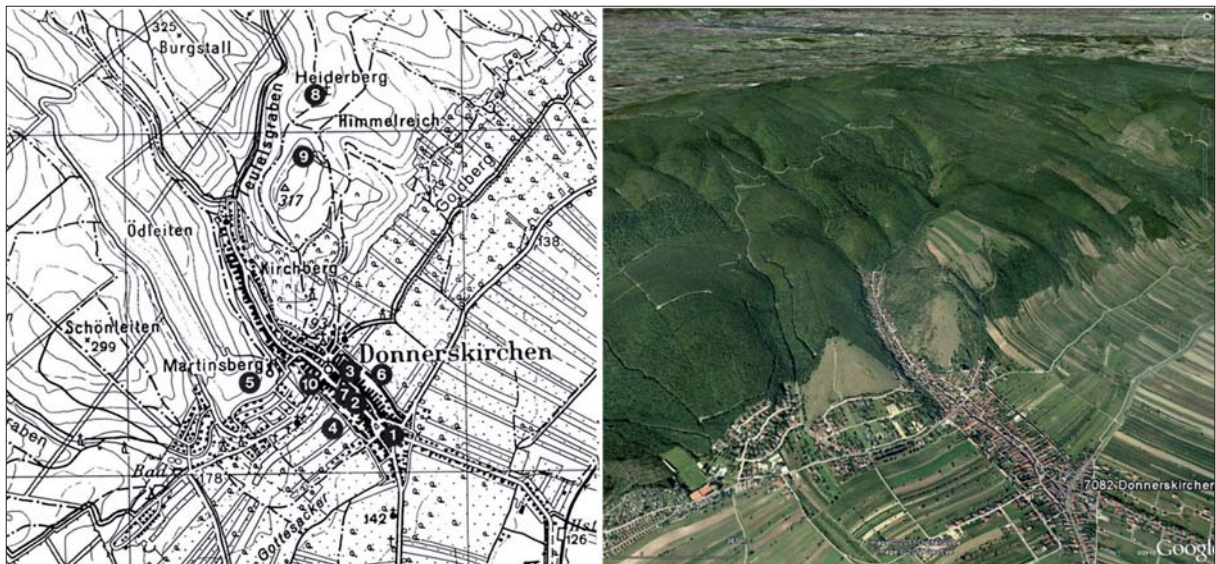 325
Burgstall
Heiderberg
8
Himmelreich
Teufelsgraben
9
317
Goldberg
Ödleiten
138
Kirchberg
193
Schönleiten
299
Martinsberg
Donnerskirchen
5
10
3
6
7
2
4
1
Bad
178
Gottesacker
142
Hst
126
7082 Donnerskirchen
Google